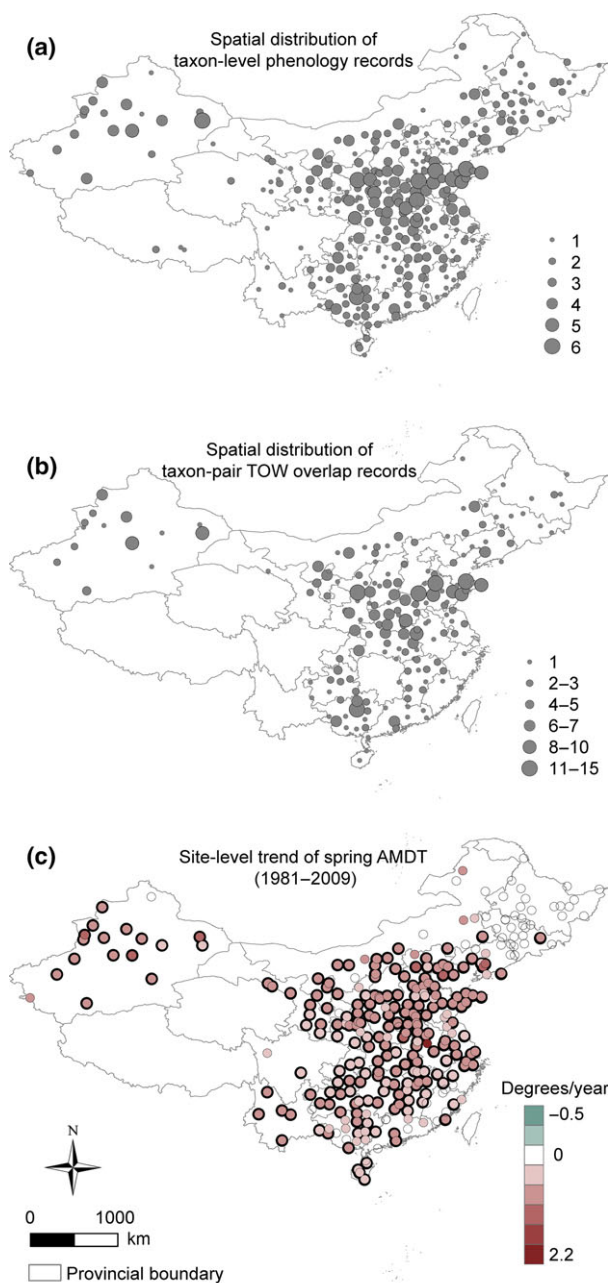 (a)
Spatial distribution of
taxon-level phenology records
1
2
3
4
5
6
(b)
Spatial distribution of
taxon-pair TOW overlap records
1
2–3
4–5
6–7
8–10
11–15
(c)
Site-level trend of spring AMDT
(1981–2009)
Degrees/year
−0.5
0
2.2
N
0 1000
km
Provincial boundary